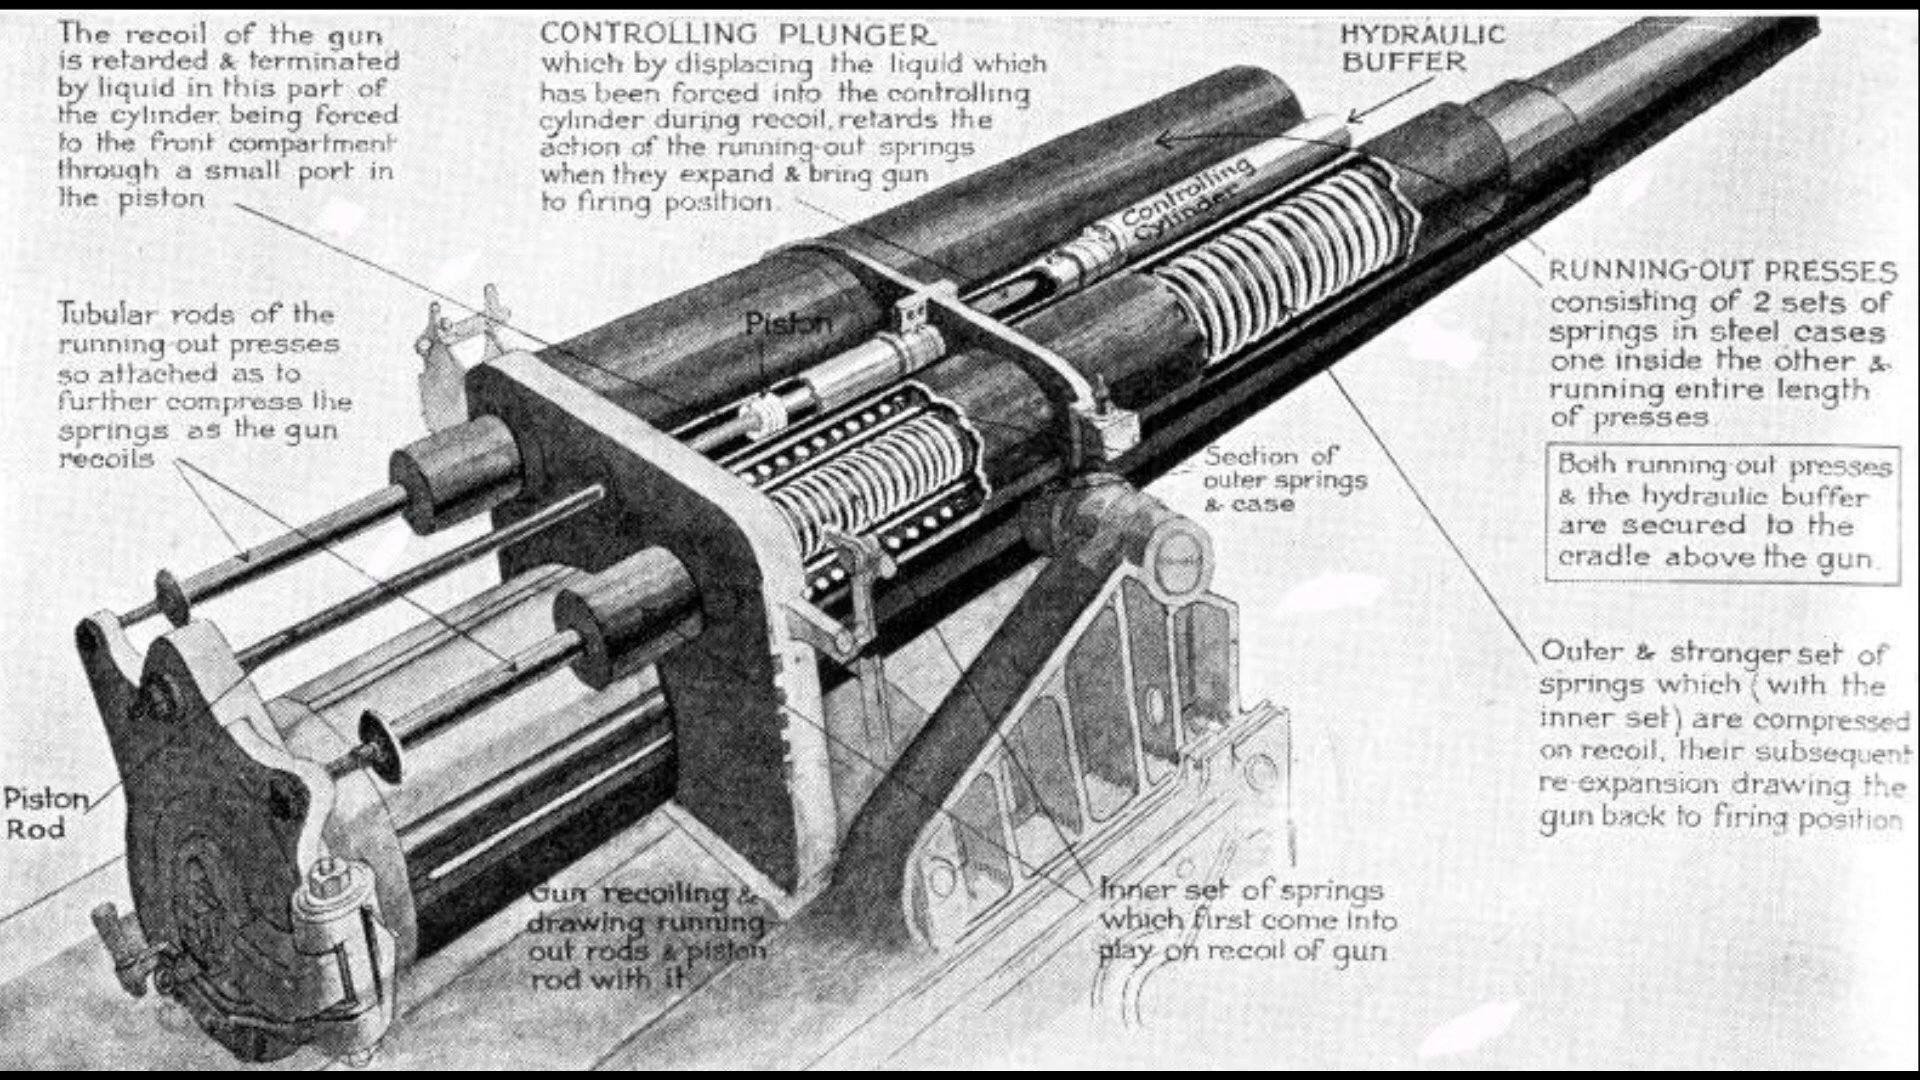 The recoil of the gun
is retarded & terminated
by liquid in this part of
the cylinder being forced
to the front compartment
through a small port in
the piston
CONTROLLING PLUNGER
which by displacing the liquid which
has been forced into the controlling
cylinder during recoil, retards the
action of the running-out springs
when they expand & bring gun
to firing position.
HYDRAULIC
BUFFER
Controlling
Cylinder
RUNNING-OUT PRESSES
consisting of 2 sets of
springs in steel cases
one inside the other &
running entire length
of presses
Tubular rods of the
running-out presses
so attached as to
further compress the
springs as the gun
recoils
Piston
Section of
outer springs
& case
Both running out presses
& the hydraulic buffer
are secured to the
cradle above the gun.
Outer & stronger set of
springs which (with the
inner set) are compressed
on recoil, their subsequent
re-expansion drawing the
gun back to firing position
Piston
Rod
Gun recoiling &
drawing running-
out rods & piston
rod with it
Inner set of springs
which first come into
play on recoil of gun